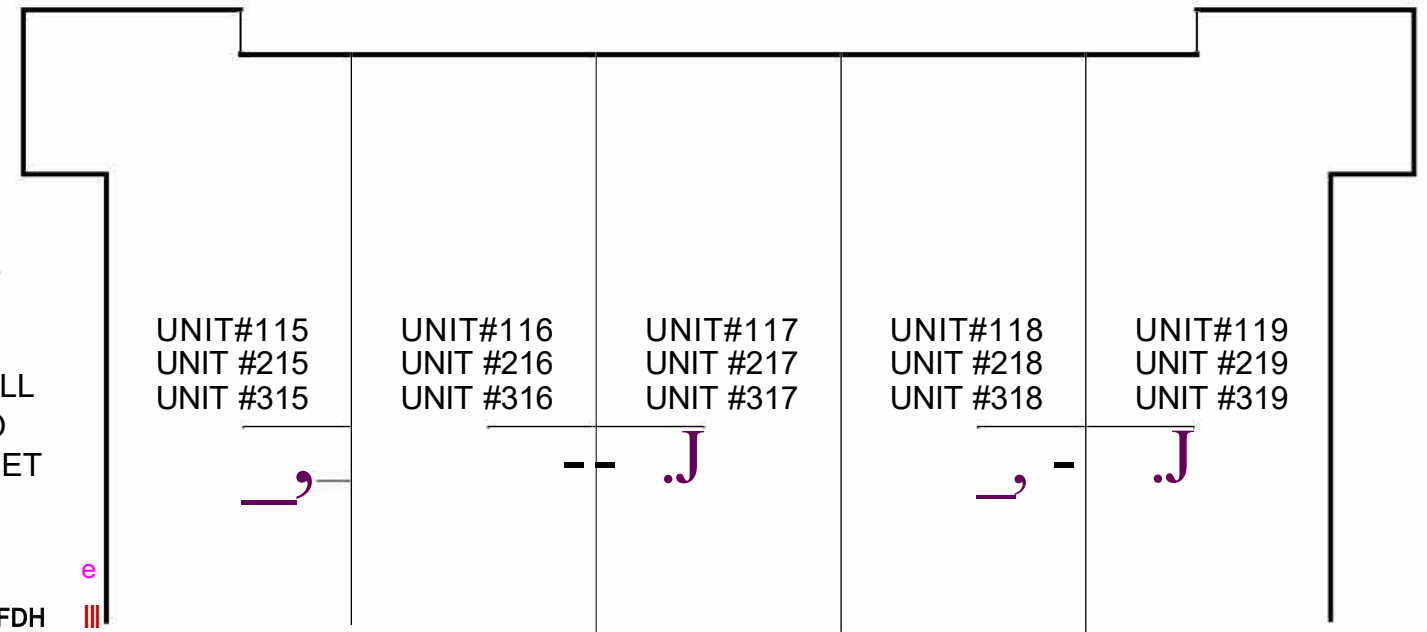 UNIT#115
UNIT #215
UNIT #315
UNIT#116
UNIT #216
UNIT #316
UNIT#117
UNIT #217
UNIT #317
UNIT#118
UNIT #218
UNIT #318
UNIT#119
UNIT #219
UNIT #319
LL
ET
_,
--
.J
_,
-
.J
e
FDH